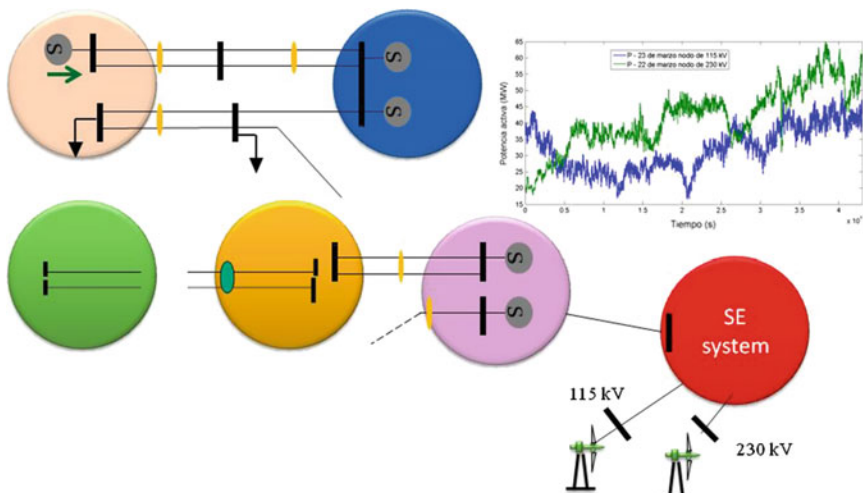 S
S
S
S
S
P - 23 de marzo nodo de 115 kV
P - 22 de marzo nodo de 230 kV
Potencia activa (MW)
65
60
55
50
45
40
35
30
25
20
15
0
0.5
1
1.5
2
2.5
3
3.5
4
x 10
Tiempo (s)
SE
system
115 kV
230 kV